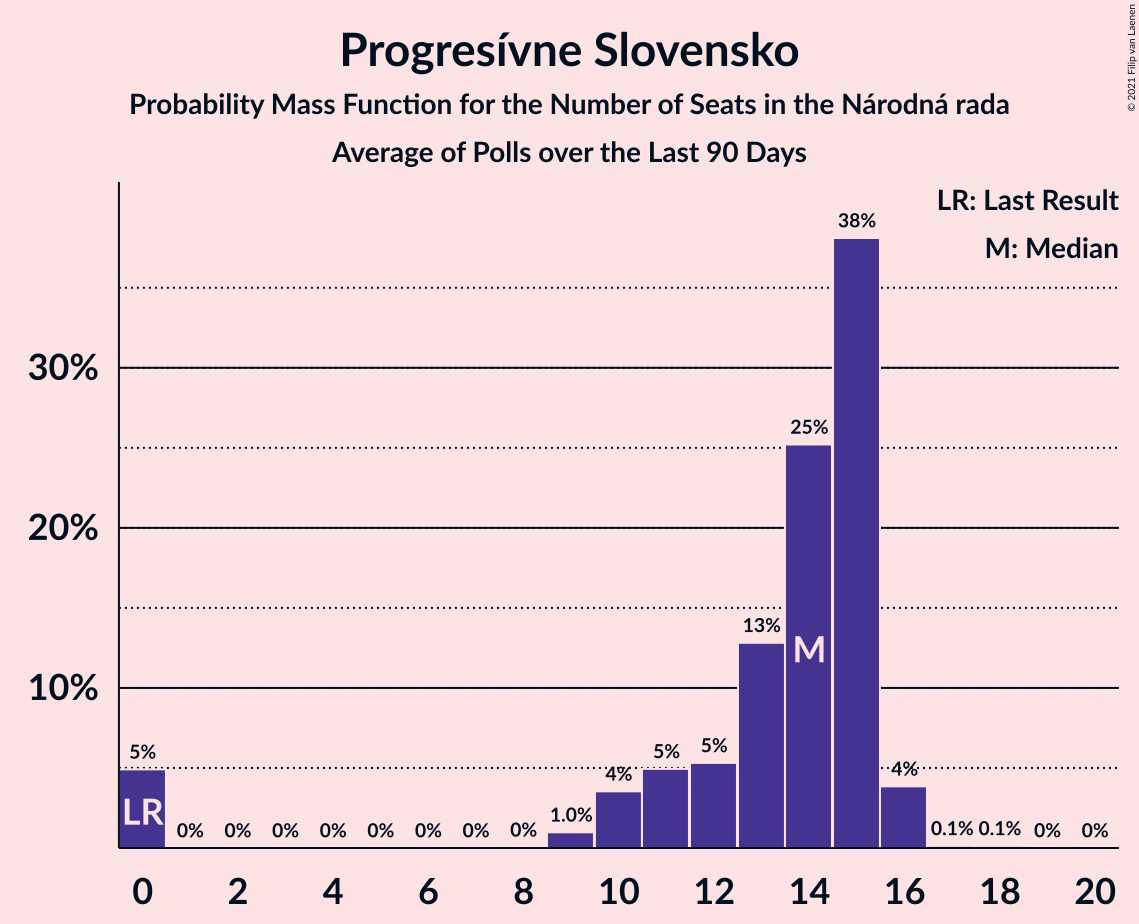 Progresívne Slovensko
Probability Mass Function for the Number of Seats in the Národná rada
Average of Polls over the Last 90 Days
© 2021 Filip van Laenen
LR: Last Result
M: Median
38%
30%
25%
20%
13%
M
10%
5%
LR
0%
0%
0%
0%
0%
0%
0%
0%
1.0%
4%
5%
5%
4%
0.1%
0.1%
0%
0%
0 2 4 6 8 10 12 14 16 18 20